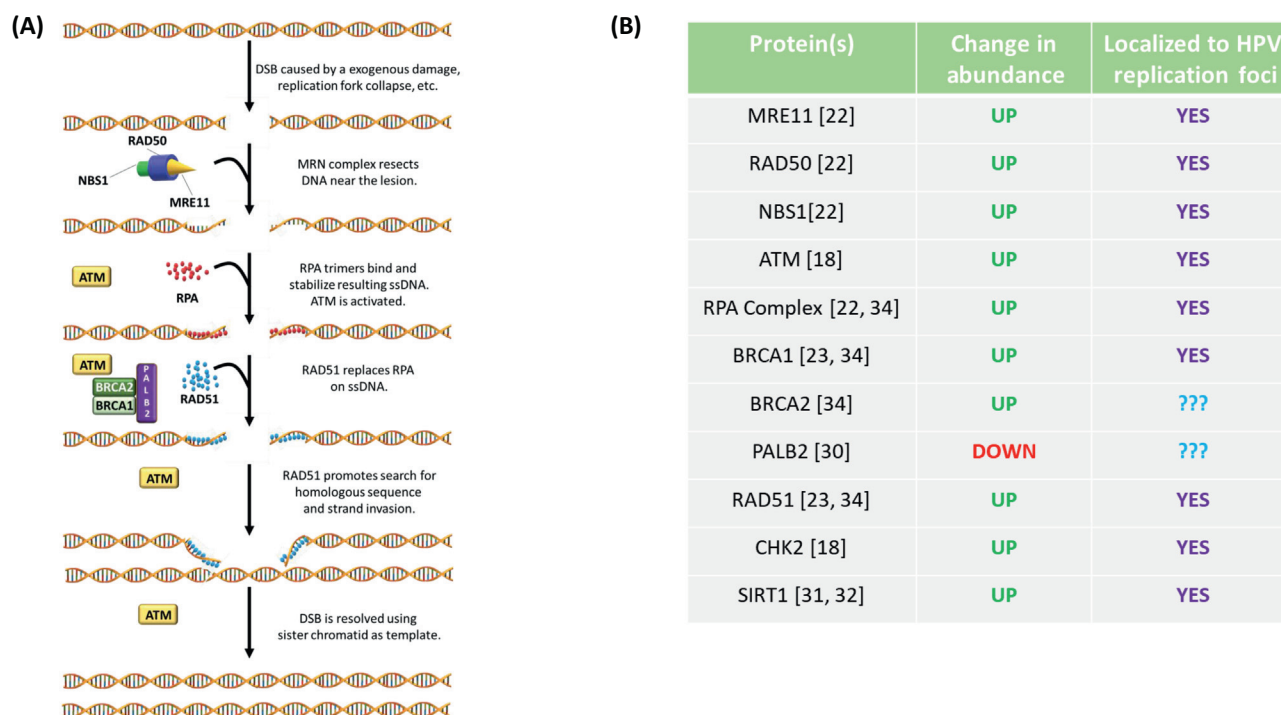 (A)
DSB caused by a exogenous damage,
replication fork collapse, etc.
RAD50
NBS1
MRE11
MRN complex resects
DNA near the lesion.
ATM
RPA
RPA trimers bind and
stabilize resulting ssDNA.
ATM is activated.
ATM
BRCA2
BRCA1
PALB2
RAD51
RAD51 replaces RPA
on ssDNA.
ATM
RAD51 promotes search for
homologous sequence
and strand invasion.
ATM
DSB is resolved using
sister chromatid as template.
(B)
Protein(s) Change in abundance Localized to HPV replication foci
MRE11 [22] UP YES
RAD50 [22] UP YES
NBS1[22] UP YES
ATM [18] UP YES
RPA Complex [22, 34] UP YES
BRCA1 [23, 34] UP YES
BRCA2 [34] UP ???
PALB2 [30] DOWN ???
RAD51 [23, 34] UP YES
CHK2 [18] UP YES
SIRT1 [31, 32] UP YES